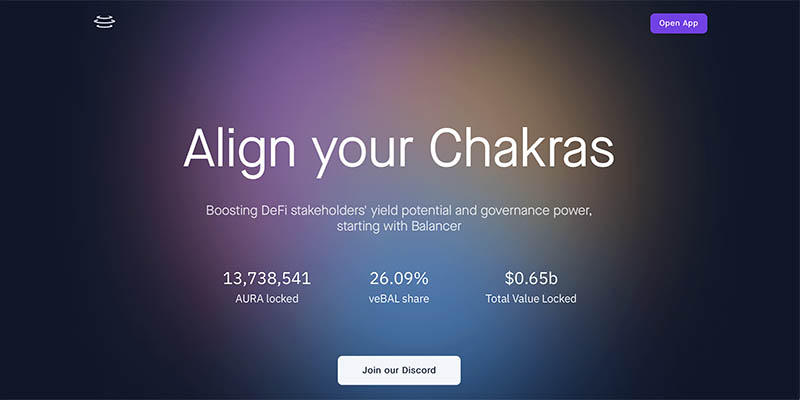 Open App
Align your Chakras
Boosting DeFi stakeholders' yield potential and governance power,
starting with Balancer
13,738,541
AURA locked
26.09%
veBAL share
$0.65b
Total Value Locked
Join our Discord